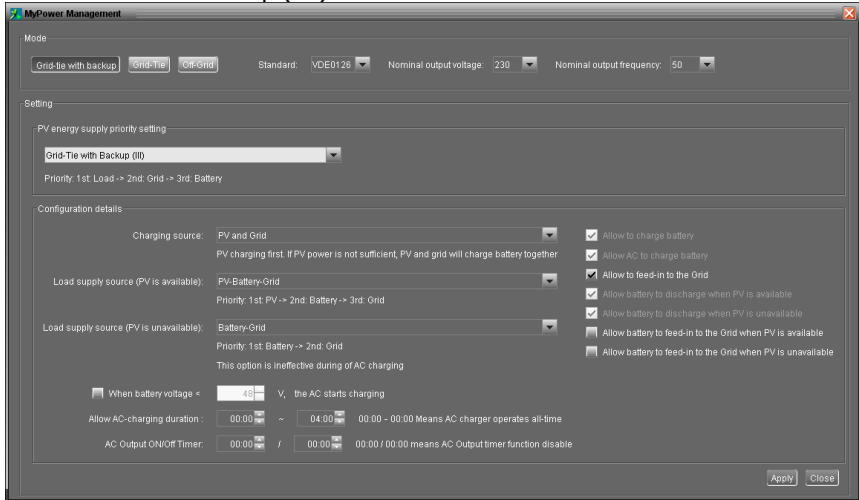 MyPower Management
Mode
Grid-tie with backup Grid-Tie Off-Grid Standard: VDE0126 Nominal output voltage: 230 Nominal output frequency: 50
Setting
PV energy supply priority setting
Grid-Tie with Backup (III)
Priority: 1st: Load -> 2nd: Grid -> 3rd: Battery
Configuration details
Charging source: PV and Grid
PV charging first. If PV power is not sufficient, PV and grid will charge battery together
Load supply source (PV is available): PV-Battery-Grid
Priority: 1st: PV -> 2nd: Battery -> 3rd: Grid
Load supply source (PV is unavailable): Battery-Grid
Priority: 1st: Battery -> 2nd: Grid
This option is ineffective during of AC charging
When battery voltage < 48 V, the AC starts charging
Allow AC-charging duration : 00:00 ~ 04:00 00:00 - 00:00 Means AC charger operates all-time
AC Output ON/Off Timer: 00:00 / 00:00 00:00 / 00:00 means AC Output timer function disable
Allow to charge battery
Allow AC to charge battery
Allow to feed-in to the Grid
Allow battery to discharge when PV is available
Allow battery to discharge when PV is unavailable
Allow battery to feed-in to the Grid when PV is available
Allow battery to feed-in to the Grid when PV is unavailable
Apply Close